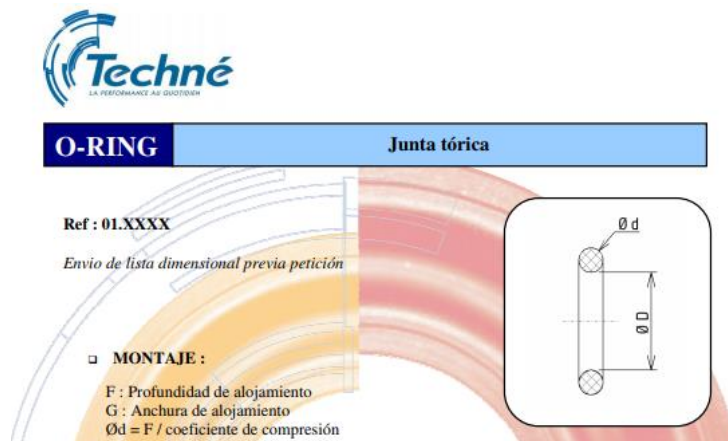 Techné
LA PERFORMANCE AU QUOTIDIEN
O-RING
Junta tórica
Ref : 01.XXXX
Envio de lista dimensional previa petición
Ø d
Ø D
MONTAJE :
F : Profundidad de alojamiento
G : Anchura de alojamiento
Ød = F / coeficiente de compresión